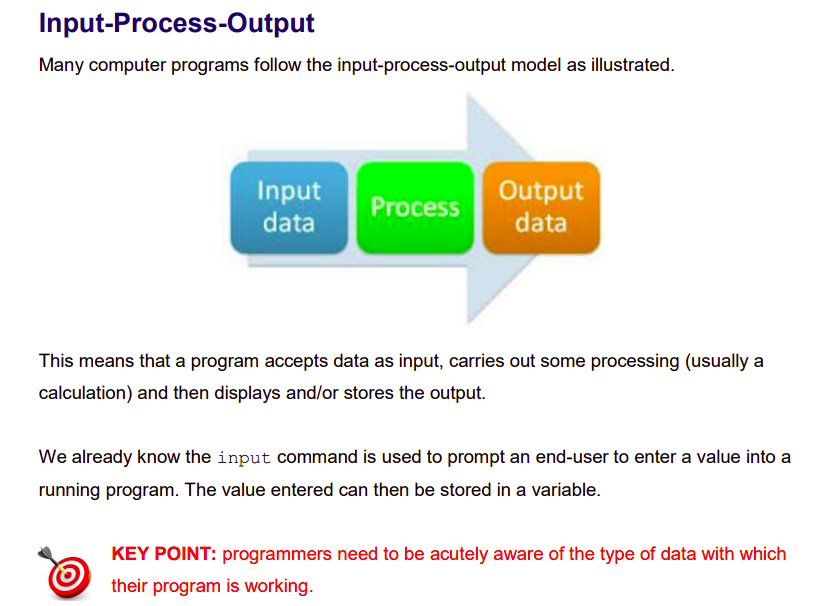 Input-Process-Output
Many computer programs follow the input-process-output model as illustrated.
Input
data
Process
Output
data
This means that a program accepts data as input, carries out some processing (usually a
calculation) and then displays and/or stores the output.
We already know the input command is used to prompt an end-user to enter a value into a
running program. The value entered can then be stored in a variable.
KEY POINT: programmers need to be acutely aware of the type of data with which
their program is working.